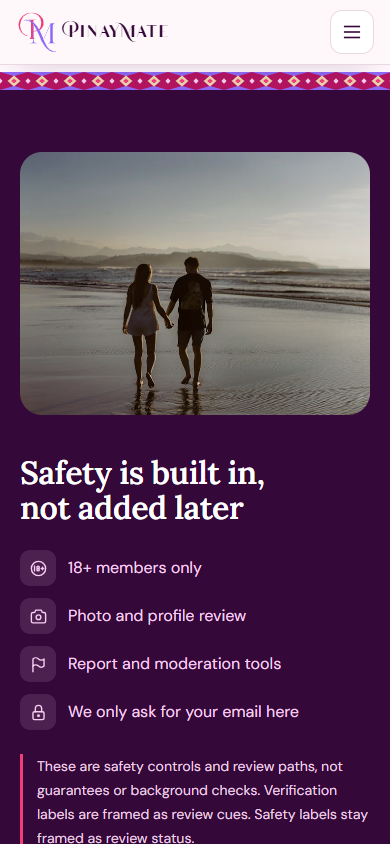 PM PINAYMATE
Safety is built in,
not added later
18+ 18+ members only
Photo and profile review
Report and moderation tools
We only ask for your email here
These are safety controls and review paths, not
guarantees or background checks. Verification
labels are framed as review cues. Safety labels stay
framed as review status.